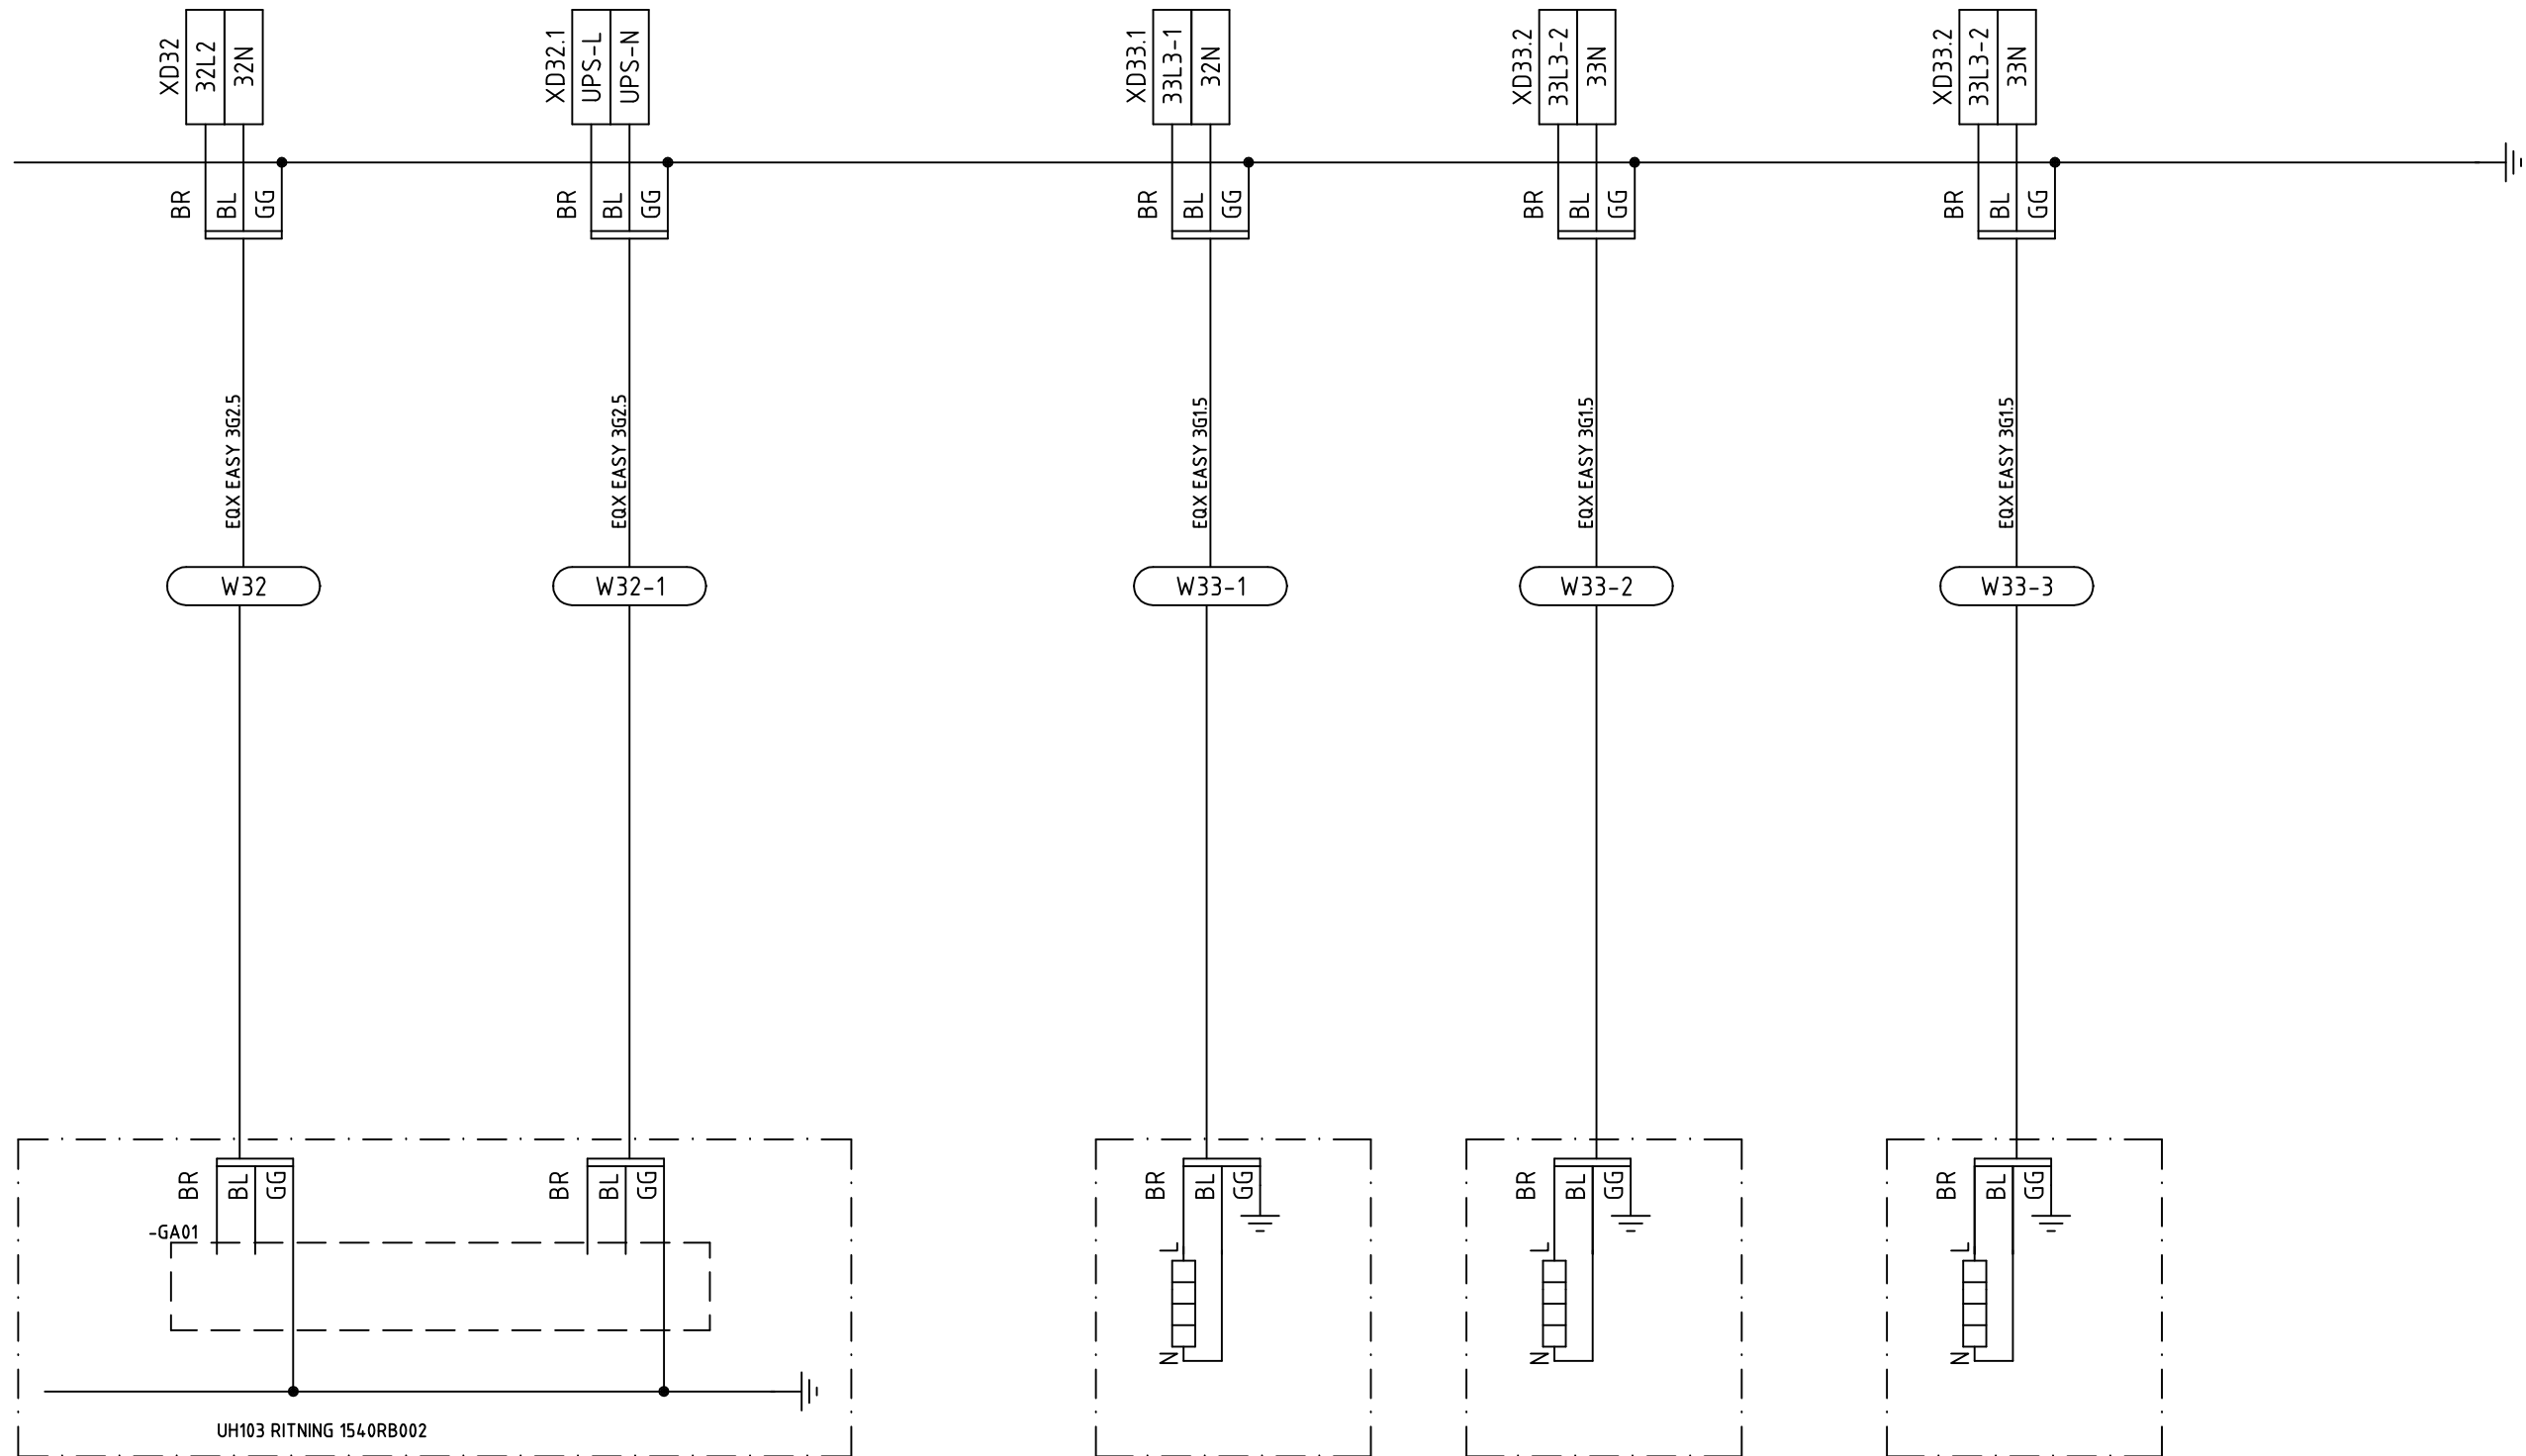 XD32
32L2
32N
XD32.1
UPS-L
UPS-N
XD33.1
33L3-1
32N
XD33.2
33L3-2
33N
XD33.2
33L3-2
33N
BR
BL
GG
BR
BL
GG
BR
BL
GG
BR
BL
GG
BR
BL
GG
EQX EASY 3G2.5
EQX EASY 3G2.5
EQX EASY 3G1.5
EQX EASY 3G1.5
EQX EASY 3G1.5
W32
W32-1
W33-1
W33-2
W33-3
BR
BL
GG
BR
BL
GG
BR
BL
GG
BR
BL
GG
BR
BL
GG
-GA01
L
L
L
N
N
N
UH103 RITNING 1540RB002